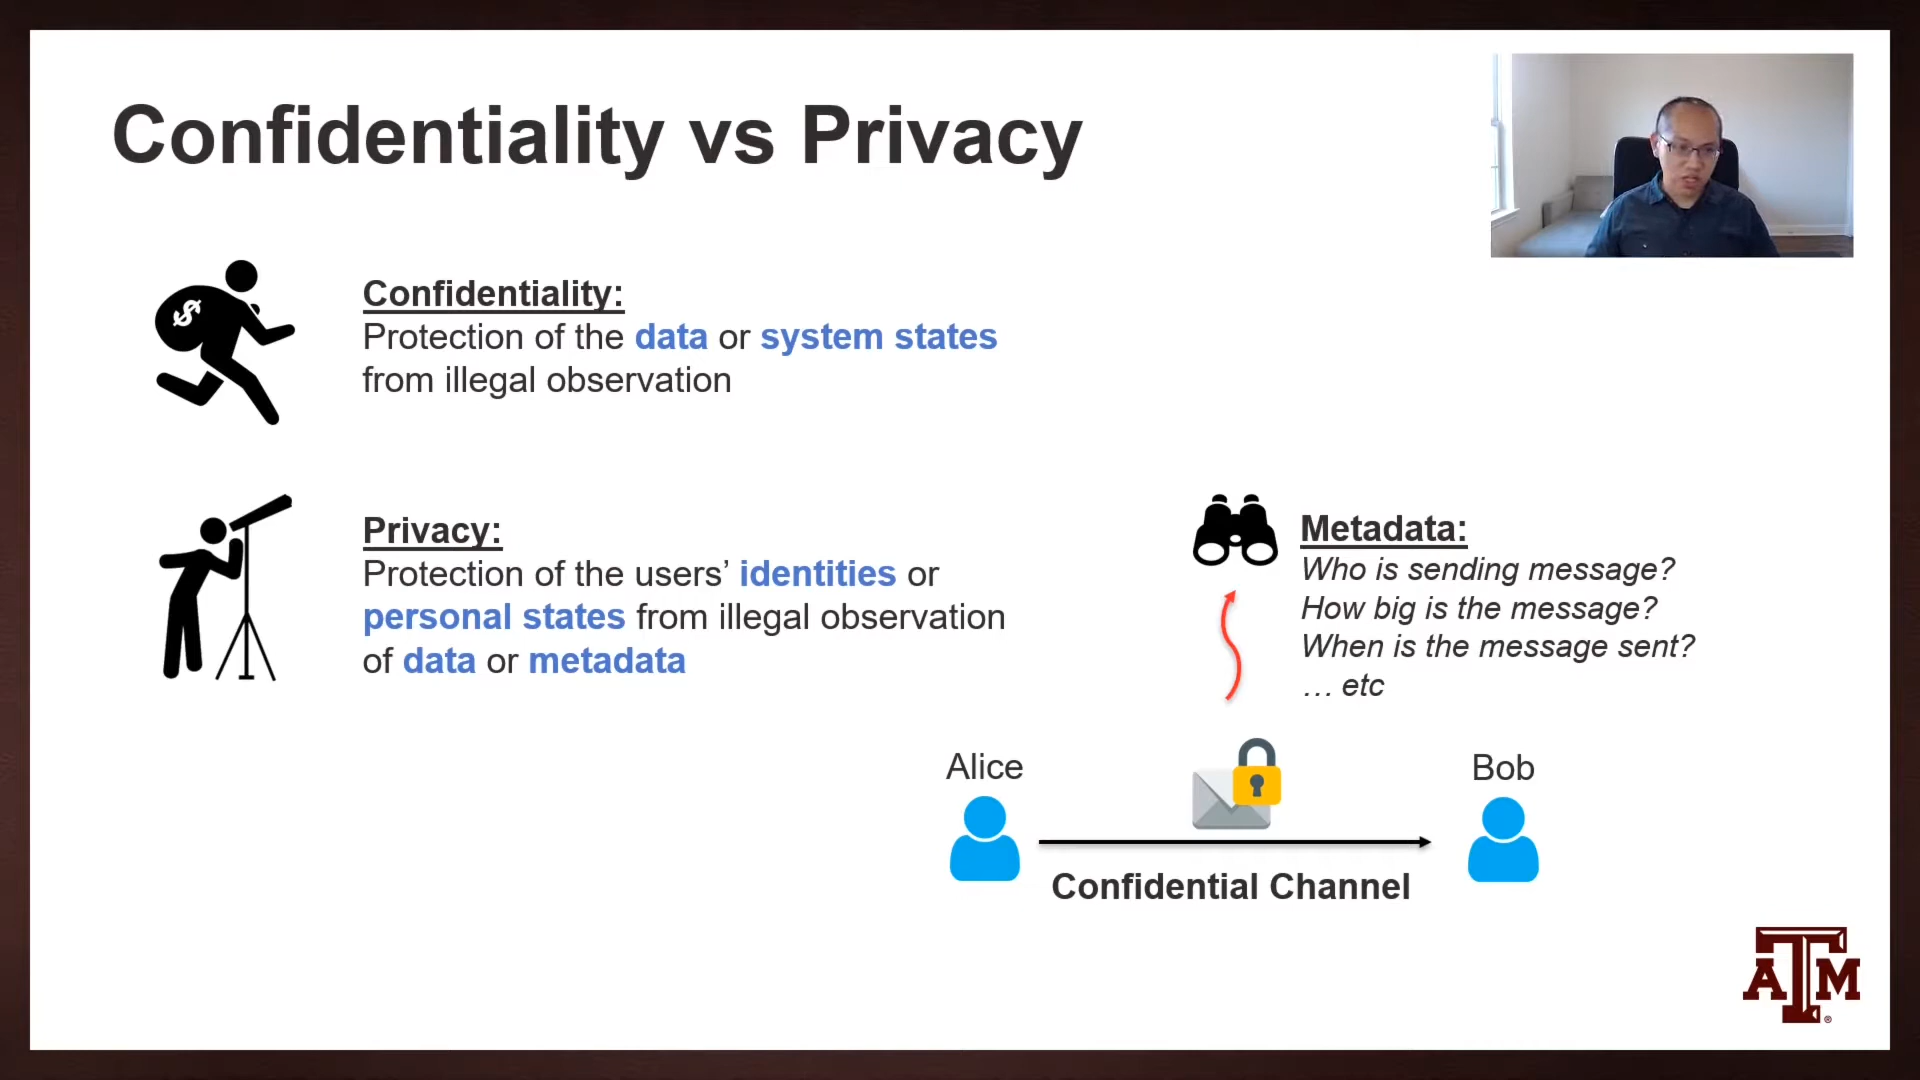 Confidentiality vs Privacy
$
Confidentiality:
Protection of the data or system states
from illegal observation
Privacy:
Protection of the users’ identities or
personal states from illegal observation
of data or metadata
Metadata:
Who is sending message?
How big is the message?
When is the message sent?
… etc
Alice
Bob
Confidential Channel
ATM
®